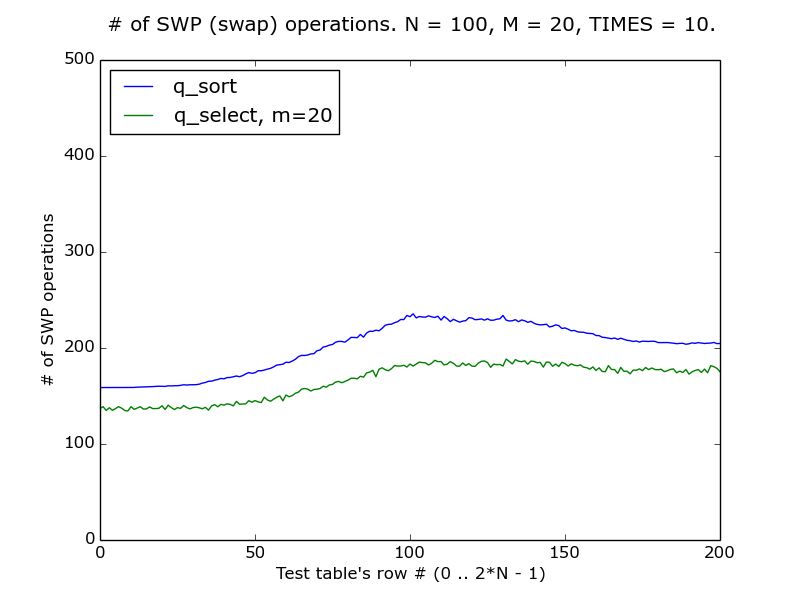 # of SWP (swap) operations. N = 100, M = 20, TIMES = 10.
500
q_sort
q_select, m=20
400
300
200
100
0
# of SWP operations
0 50 100 150 200
Test table's row # (0 .. 2*N - 1)